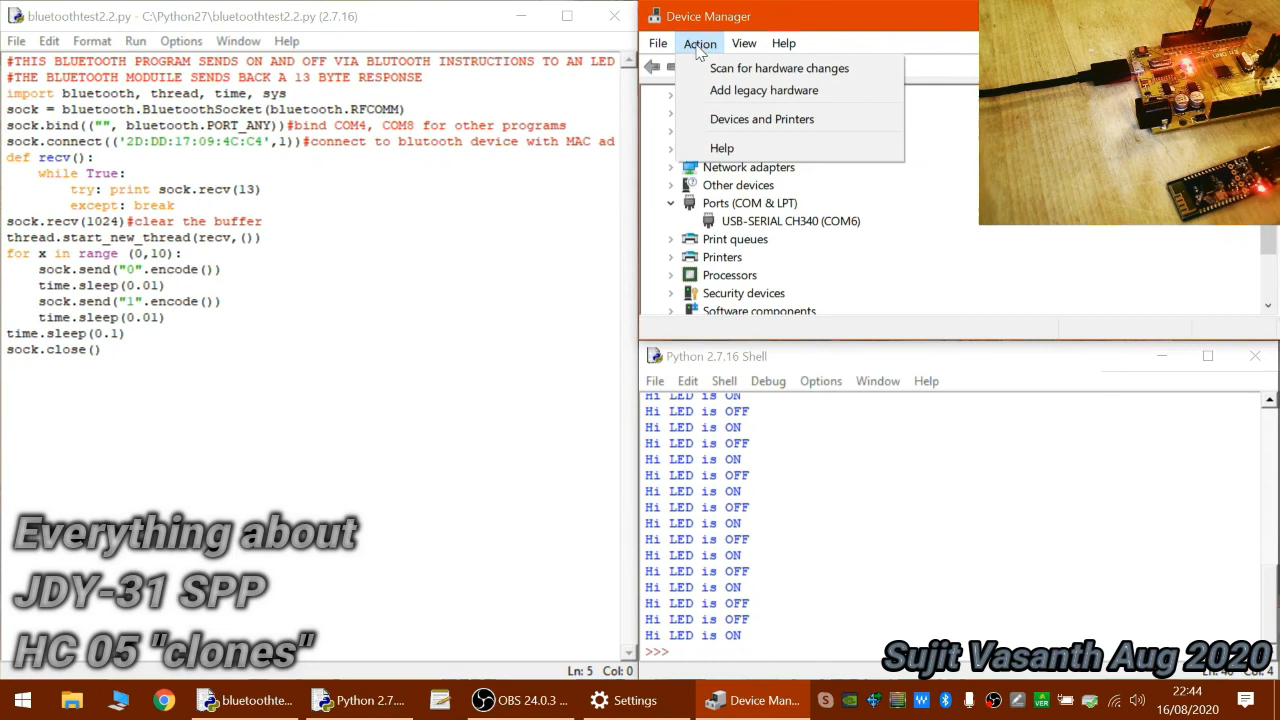 bluetoothtest2.2.py - C:\Python27\bluetoothtest2.2.py (2.7.16)
File Edit Format Run Options Window Help
#THIS BLUETOOTH PROGRAM SENDS ON AND OFF VIA BLUTOOTH INSTRUCTIONS TO AN LED
#THE BLUETOOTH MODUILE SENDS BACK A 13 BYTE RESPONSE
import bluetooth, thread, time, sys
sock = bluetooth.BluetoothSocket(bluetooth.RFCOMM)
sock.bind(("", bluetooth.PORT_ANY))#bind COM4, COM8 for other programs
sock.connect(('2D:DD:17:09:4C:C4',1))#connect to blutooth device with MAC ad
def recv():
    while True:
        try: print sock.recv(13)
        except: break
sock.recv(1024)#clear the buffer
thread.start_new_thread(recv,())
for x in range (0,10):
    sock.send("0".encode())
    time.sleep(0.01)
    sock.send("1".encode())
    time.sleep(0.01)
time.sleep(0.1)
sock.close()
Everything about
JDY-31 SPP
HC 05 "clones"
Ln: 5 Col: 0
Device Manager
File Action View Help
Scan for hardware changes
Add legacy hardware
Devices and Printers
Help
Network adapters
Other devices
Ports (COM & LPT)
USB-SERIAL CH340 (COM6)
Print queues
Printers
Processors
Security devices
Software components
Python 2.7.16 Shell
File Edit Shell Debug Options Window Help
Hi LED is ON
Hi LED is OFF
Hi LED is ON
Hi LED is OFF
Hi LED is ON
Hi LED is OFF
Hi LED is ON
Hi LED is OFF
Hi LED is ON
Hi LED is OFF
Hi LED is ON
Hi LED is OFF
Hi LED is ON
Hi LED is OFF
Hi LED is OFF
Hi LED is ON
>>>
Sujit Vasanth Aug 2020
bluetoothte... Python 2.7.... OBS 24.0.3 ... Settings Device Man...
22:44
16/08/2020